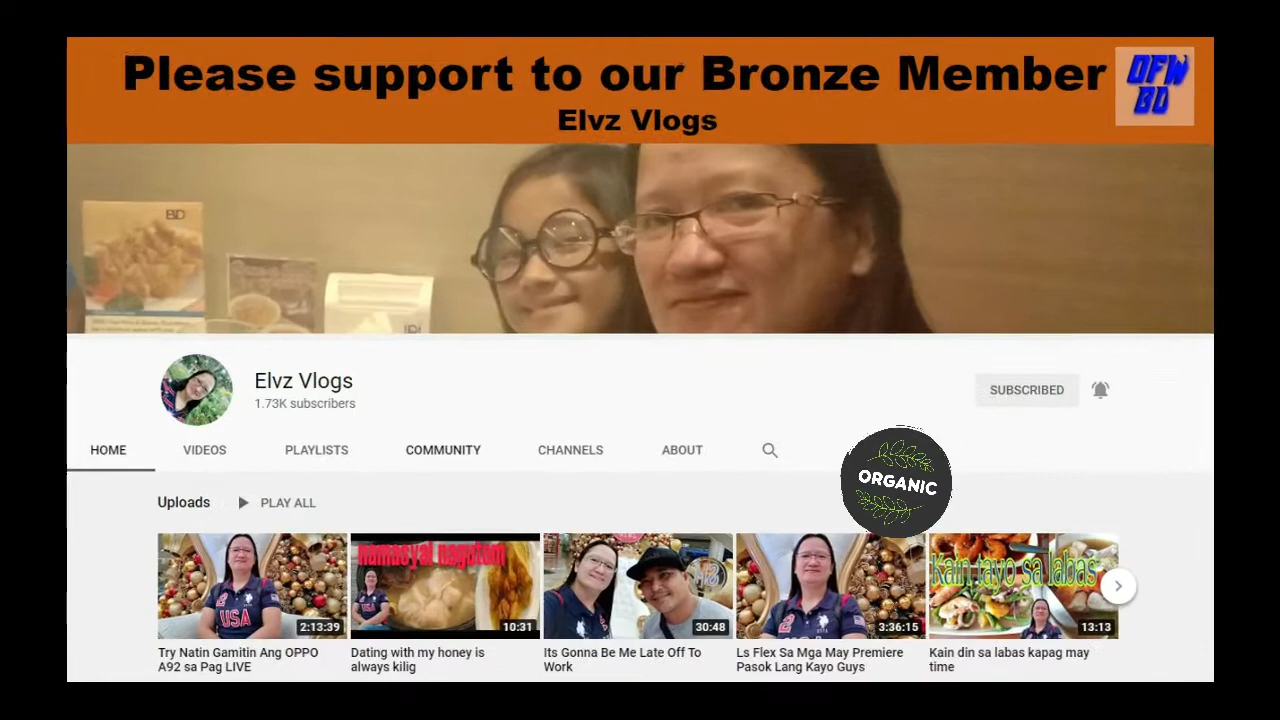 Please support to our Bronze Member
Elvz Vlogs
OFW
BD
Elvz Vlogs
1.73K subscribers
SUBSCRIBED
HOME VIDEOS PLAYLISTS COMMUNITY CHANNELS ABOUT
ORGANIC
Uploads PLAY ALL
namasyal nagutom
Kain tayo sa labas
2:13:39 10:31 30:48 3:36:15 13:13
USA
Try Natin Gamitin Ang OPPO
A92 sa Pag LIVE
Dating with my honey is
always kilig
Its Gonna Be Me Late Off To
Work
Ls Flex Sa Mga May Premiere
Pasok Lang Kayo Guys
Kain din sa labas kapag may
time